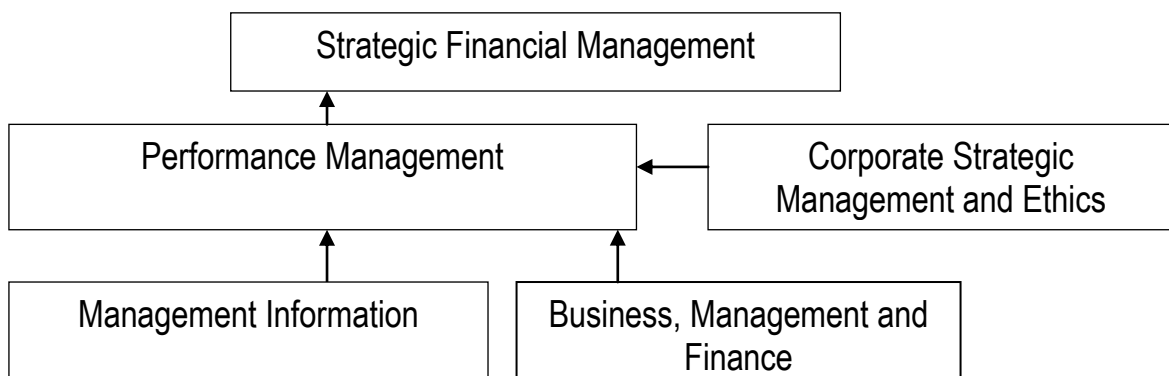 Strategic Financial Management
Performance Management
Corporate Strategic
Management and Ethics
Management Information
Business, Management and
Finance